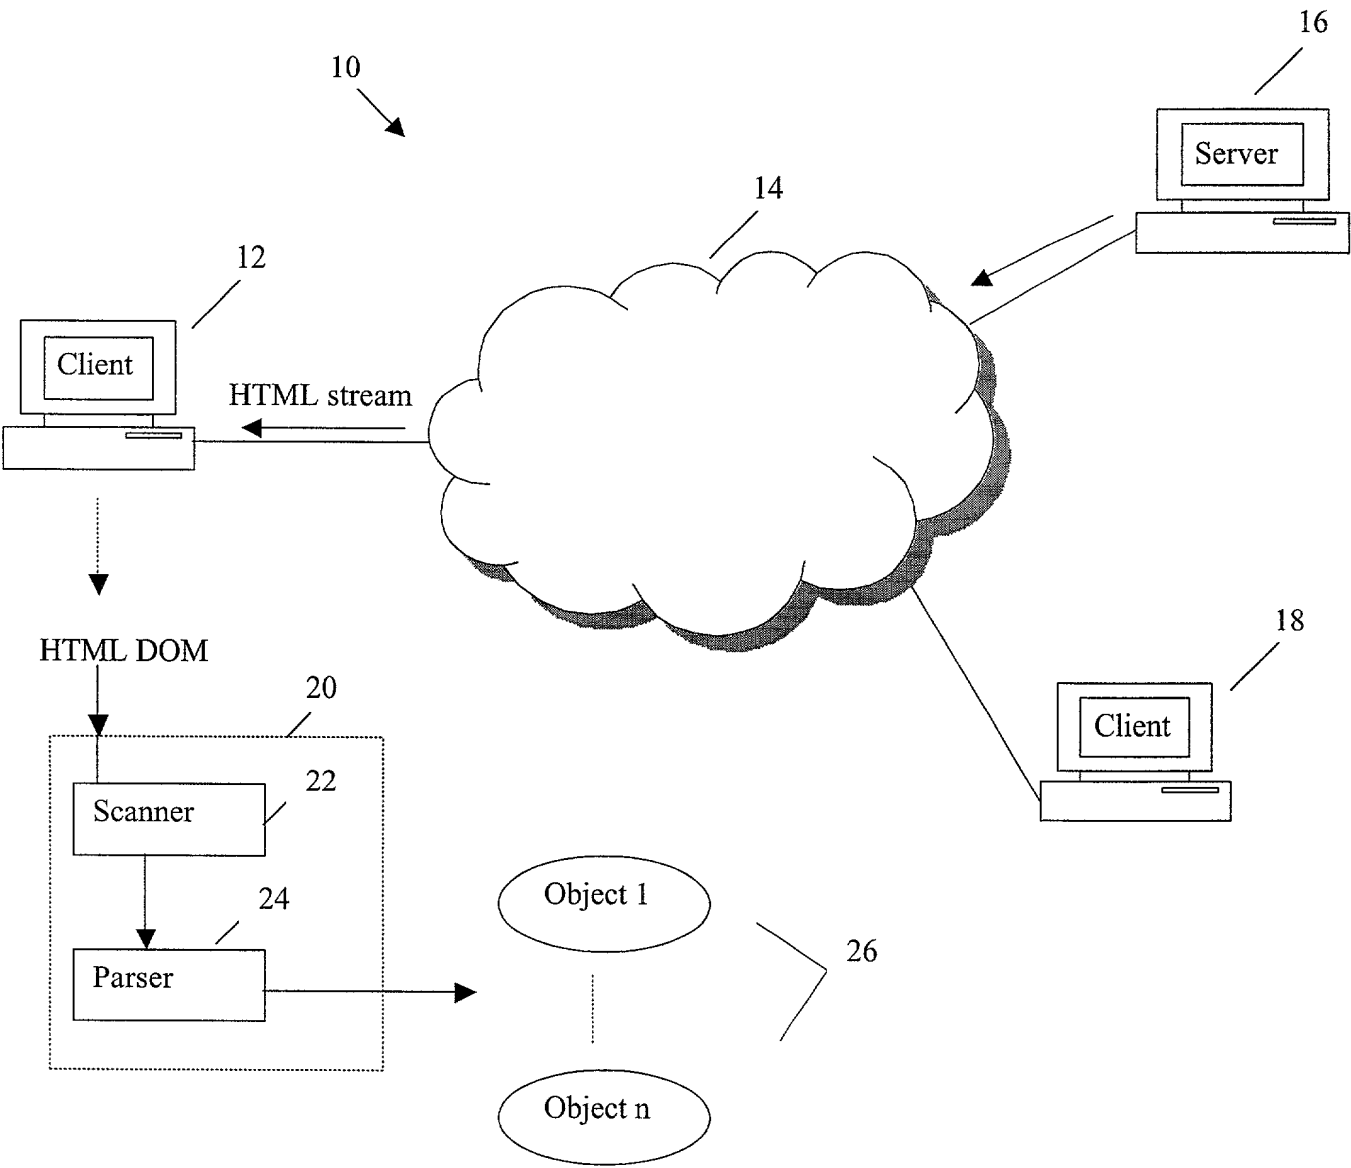 16
10
Server
14
12
Client
HTML stream
18
HTML DOM
20
Client
22
Scanner
Object 1
24
26
Parser
Object n